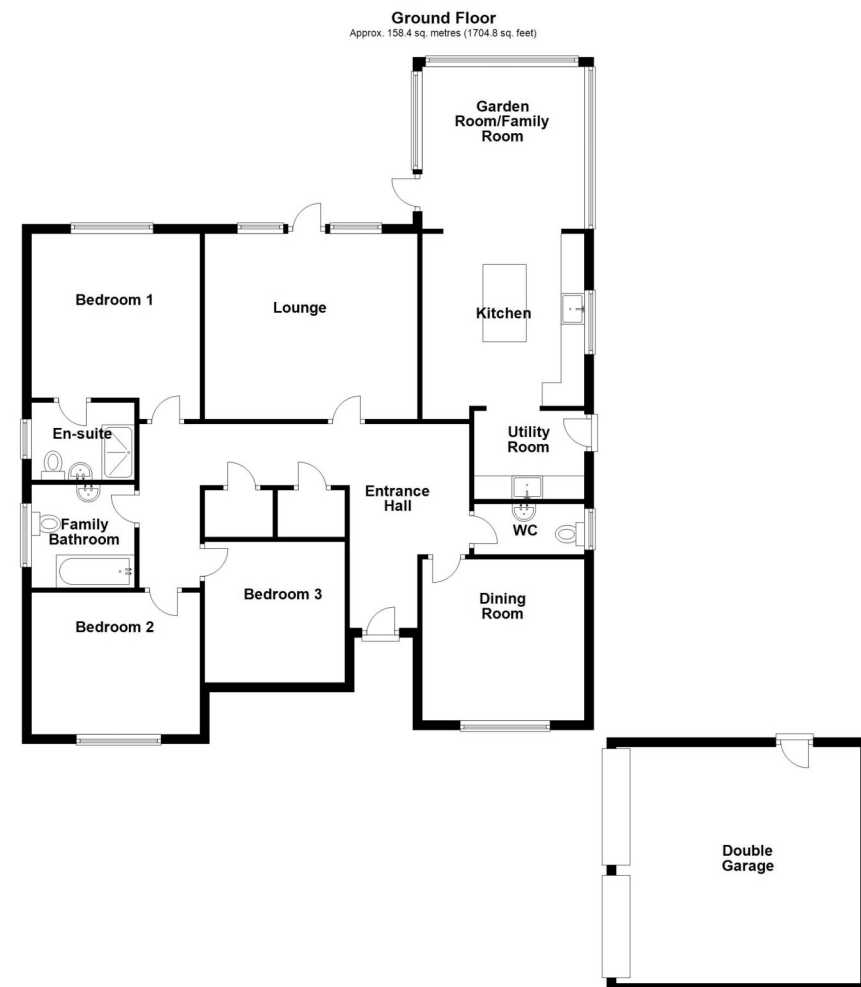 Ground Floor
Approx. 158.4 sq. metres (1704.8 sq. feet)
Garden
Room/Family
Room
Bedroom 1
Lounge
Kitchen
En-suite
Utility
Room
Entrance
Hall
Family
Bathroom
WC
Bedroom 3
Dining
Room
Bedroom 2
Double
Garage